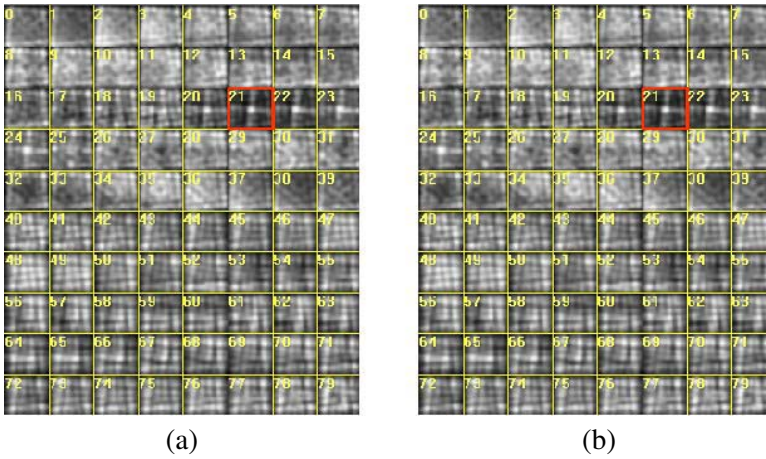 0 1 2 3 4 5 6 7 0 1 2 3 4 5 6 7
8 9 10 11 12 13 14 15 8 9 10 11 12 13 14 15
16 17 18 19 20 21 22 23 16 17 18 19 20 21 22 23
24 25 26 27 28 29 30 31 24 25 26 27 28 29 30 31
32 33 34 35 36 37 38 39 32 33 34 35 36 37 38 39
40 41 42 43 44 45 46 47 40 41 42 43 44 45 46 47
48 49 50 51 52 53 54 55 48 49 50 51 52 53 54 55
56 57 58 59 60 61 62 63 56 57 58 59 60 61 62 63
64 65 66 67 68 69 70 71 64 65 66 67 68 69 70 71
72 73 74 75 76 77 78 79 72 73 74 75 76 77 78 79
(a) (b)